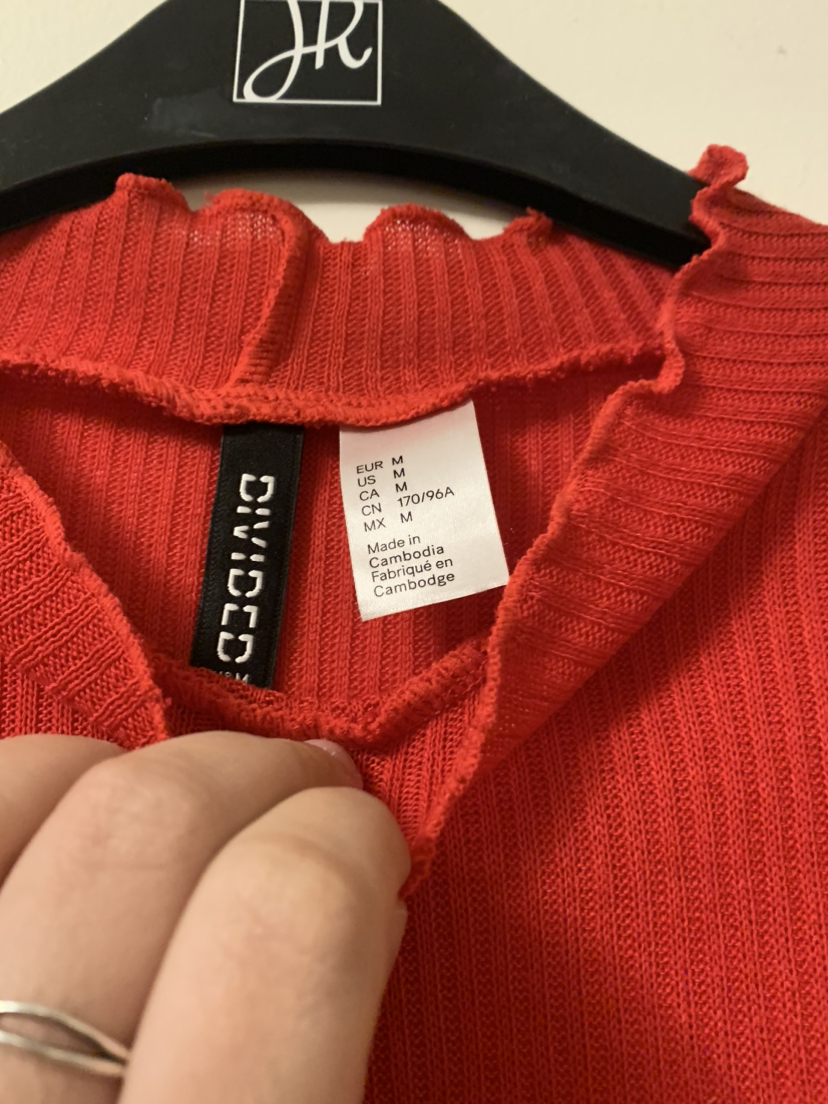 JR
DIVIDED
EUR M
US M
CA M
CN 170/96A
MX M
Made in
Cambodia
Fabriqué en
Cambodge